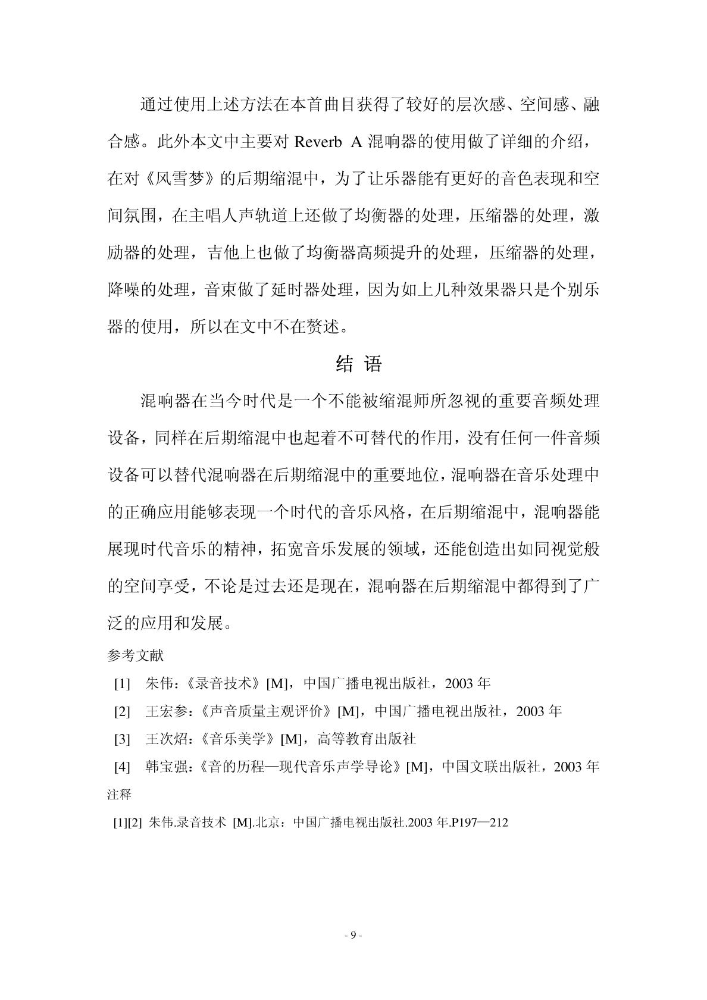 通过使用上述方法在本首曲目获得了较好的层次感、空间感、融
合感。此外本文中主要对 Reverb A 混响器的使用做了详细的介绍，
在对《风雪梦》的后期缩混中，为了让乐器能有更好的音色表现和空
间氛围，在主唱人声轨道上还做了均衡器的处理，压缩器的处理，激
励器的处理，吉他上也做了均衡器高频提升的处理，压缩器的处理，
降噪的处理，音束做了延时器处理，因为如上几种效果器只是个别乐
器的使用，所以在文中不在赘述。
结 语
混响器在当今时代是一个不能被缩混师所忽视的重要音频处理
设备，同样在后期缩混中也起着不可替代的作用，没有任何一件音频
设备可以替代混响器在后期缩混中的重要地位，混响器在音乐处理中
的正确应用能够表现一个时代的音乐风格，在后期缩混中，混响器能
展现时代音乐的精神，拓宽音乐发展的领域，还能创造出如同视觉般
的空间享受，不论是过去还是现在，混响器在后期缩混中都得到了广
泛的应用和发展。
参考文献
[1] 朱伟：《录音技术》[M]，中国广播电视出版社，2003 年
[2] 王宏参：《声音质量主观评价》[M]，中国广播电视出版社，2003 年
[3] 王次炤：《音乐美学》[M]，高等教育出版社
[4] 韩宝强：《音的历程—现代音乐声学导论》[M]，中国文联出版社，2003 年
注释
[1][2] 朱伟.录音技术 [M].北京：中国广播电视出版社.2003 年.P197—212
- 9 -